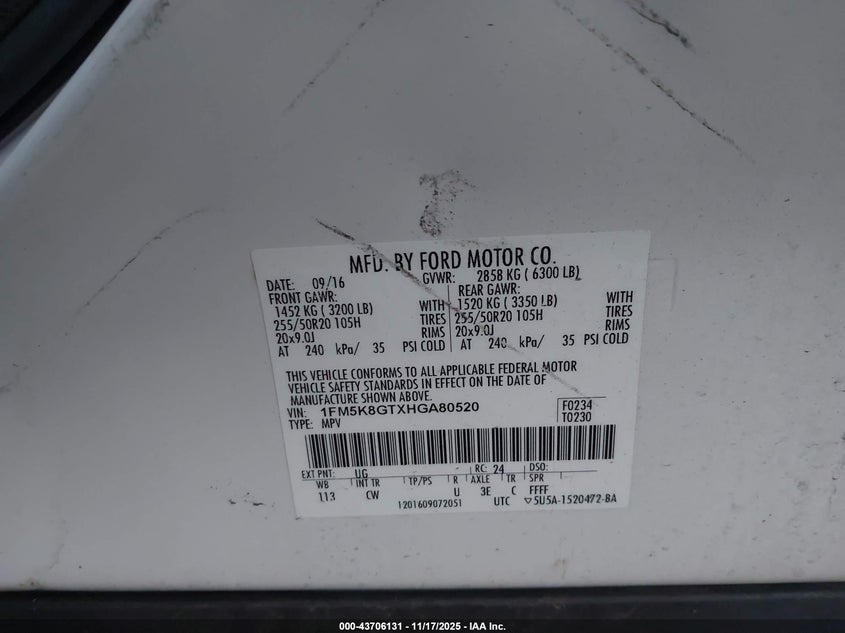 MFD. BY FORD MOTOR CO.
DATE: 09/16 GVWR: 2858 KG ( 6300 LB)
FRONT GAWR: REAR GAWR:
1452 KG ( 3200 LB) WITH 1520 KG ( 3350 LB) WITH
255/50R20 105H TIRES 255/50R20 105H TIRES
20x9.0J RIMS 20x9.0J RIMS
AT 240 kPa/ 35 PSI COLD AT 240 kPa/ 35 PSI COLD
THIS VEHICLE CONFORMS TO ALL APPLICABLE FEDERAL MOTOR
VEHICLE SAFETY STANDARDS IN EFFECT ON THE DATE OF
MANUFACTURE SHOWN ABOVE.
VIN: 1FM5K8GTXHGA80520 F0234
TYPE: MPV T0230
EXT PNT: UG RC: 24 DSO:
WB INT TR TP/PS R AXLE TR SPR
113 CW U 3E C FFFF
1201609072051 UTC ▽5U5A-1520472-BA
000-43706131 - 11/17/2025 - IAA Inc.